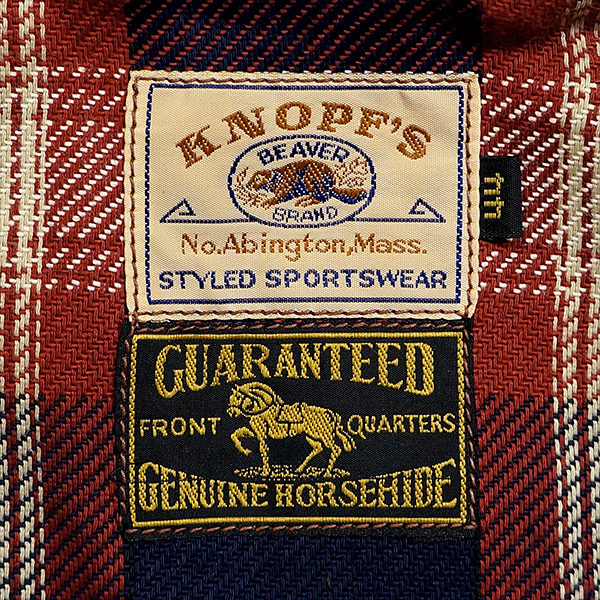 KNOPF'S
BEAVER
BRAND
No. Abington, Mass.
STYLED SPORTSWEAR
GUARANTEED
FRONT QUARTERS
GENUINE HORSEHIDE